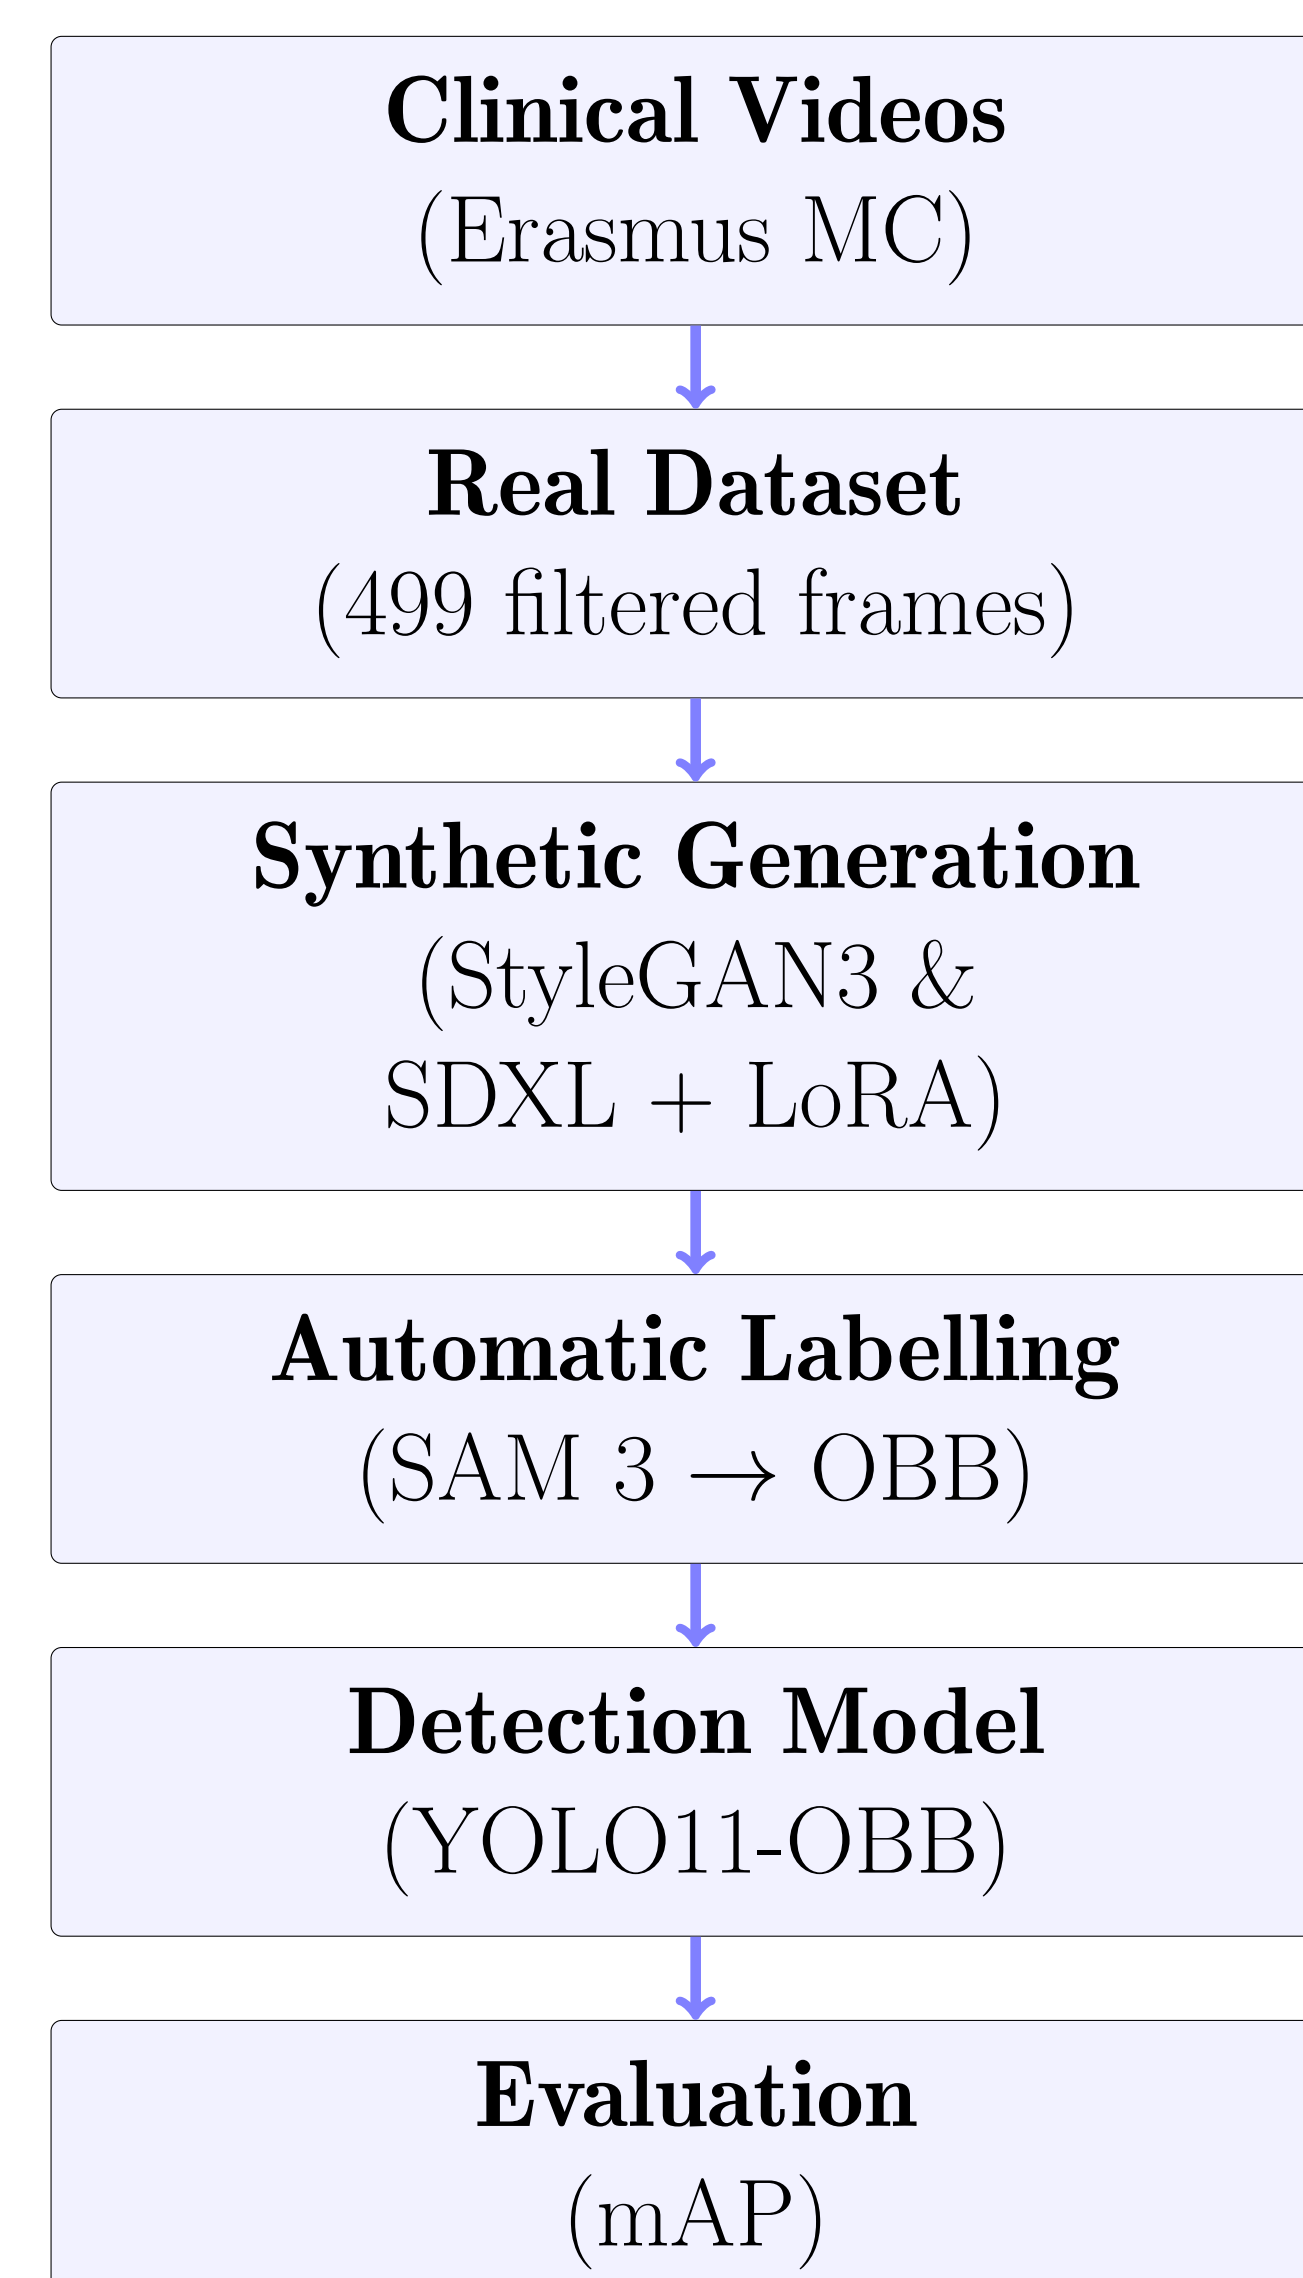 Clinical Videos
(Erasmus MC)
Real Dataset
(499 filtered frames)
Synthetic Generation
(StyleGAN3 &
SDXL + LoRA)
Automatic Labelling
(SAM 3 → OBB)
Detection Model
(YOLO11-OBB)
Evaluation
(mAP)